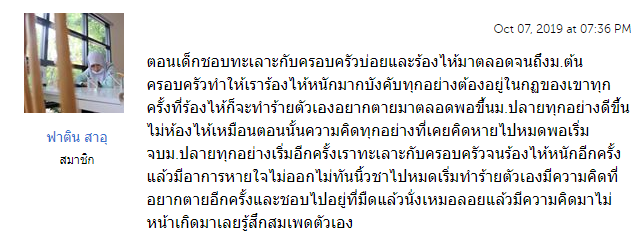 Oct 07, 2019 at 07:36 PM
ตอนเด็กชอบทะเลาะกับครอบครัวบ่อยและร้องไห้มาตลอดจนถึงม.ต้น
ครอบครัวทำให้เราร้องไห้หนักมากบังคับทุกอย่างต้องอยู่ในกฏของเขาทุก
ครั้งที่ร้องไห้ก็จะทำร้ายตัวเองอยากตายมาตลอดพอขึ้นม.ปลายทุกอย่างดีขึ้น
ไม่ห้องไห้เหมือนตอนนั้นความคิดทุกอย่างที่เคยคิดหายไปหมดพอเริ่ม
จบม.ปลายทุกอย่างเริ่มอีกครั้งเราทะเลาะกับครอบครัวจนร้องไห้หนักอีกครั้ง
แล้วมีอาการหายใจไม่ออกไม่ทันนิ้วชาไปหมดเริ่มทำร้ายตัวเองมีความคิดที่
อยากตายอีกครั้งและชอบไปอยู่ที่มืดแล้วนั่งเหมอลอยแล้วมีความคิดมาไม่
หน้าเกิดมาเลยรู้สึกสมเพดตัวเอง
ฟาดิน สาอุ
สมาชิก